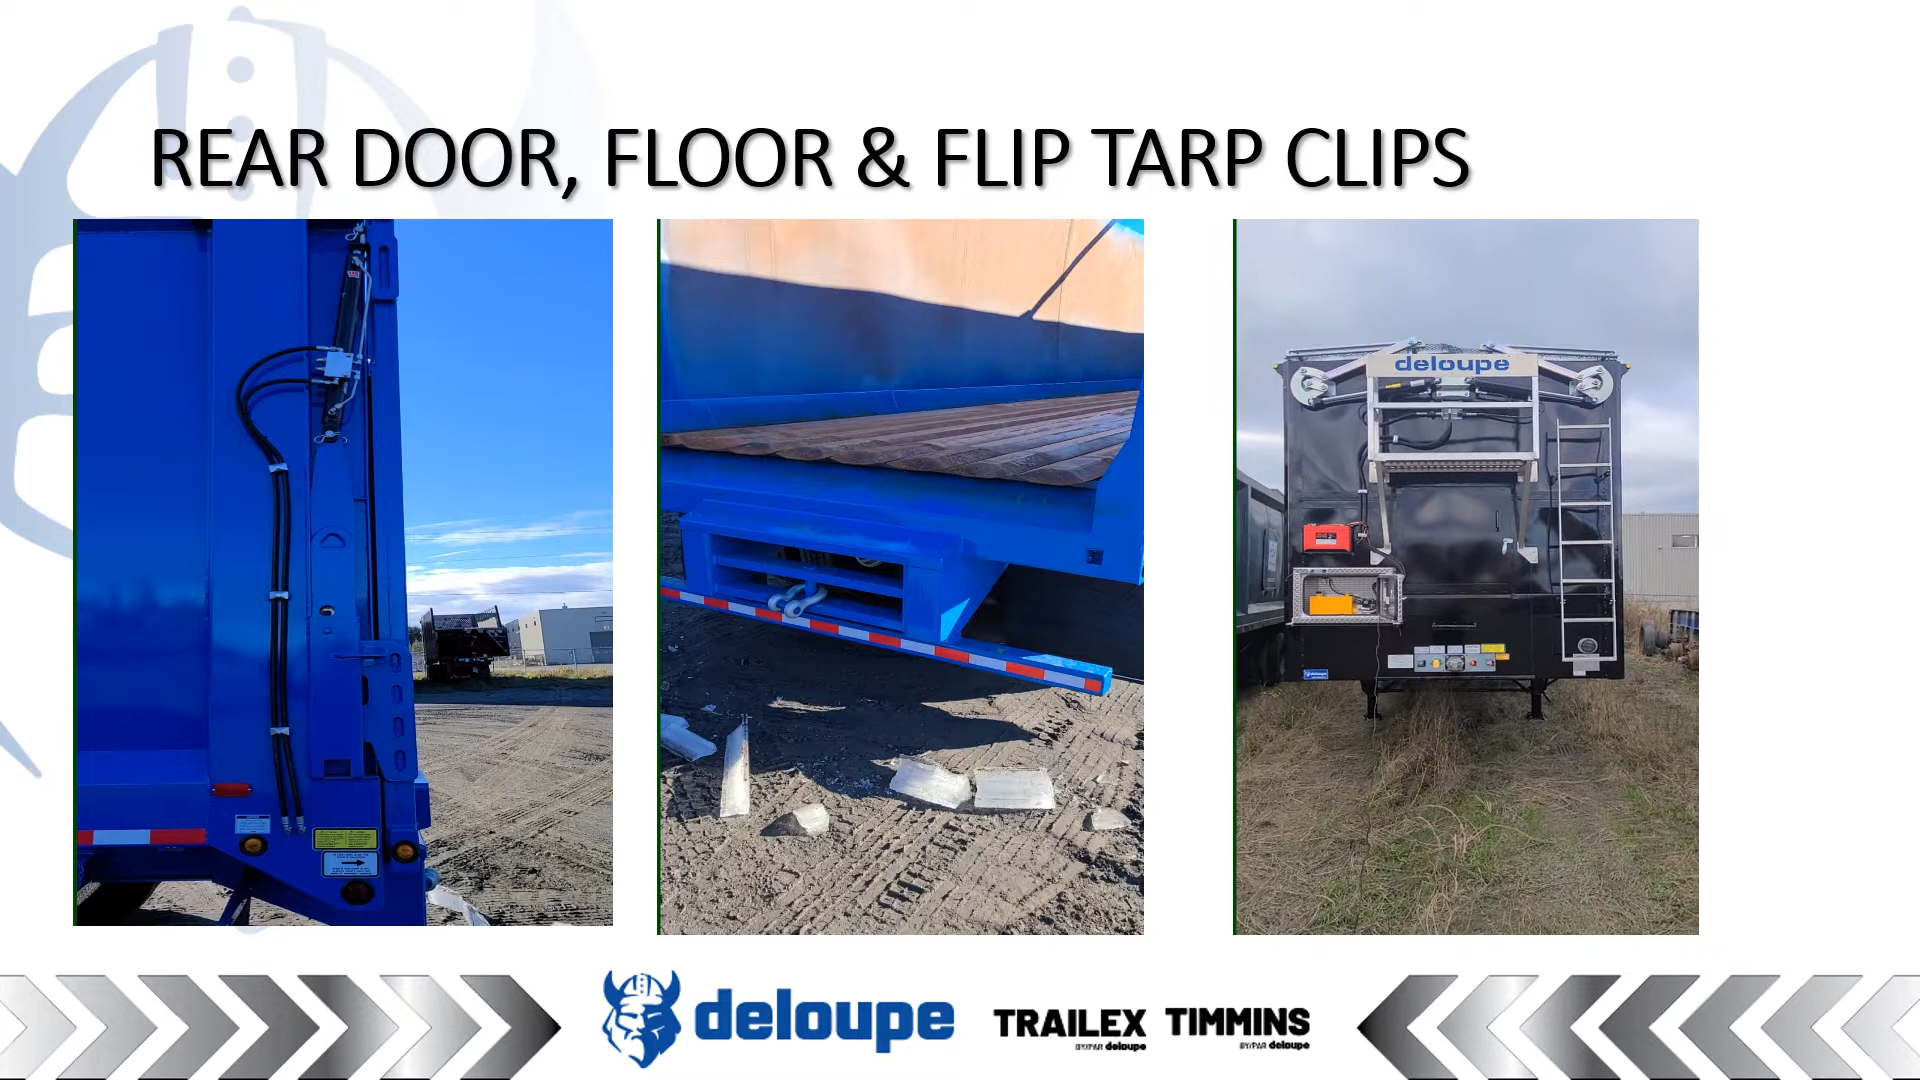 REAR DOOR, FLOOR & FLIP TARP CLIPS
deloupe
deloupe
TRAILEX
BY/PAR deloupe
TIMMINS
BY/PAR deloupe